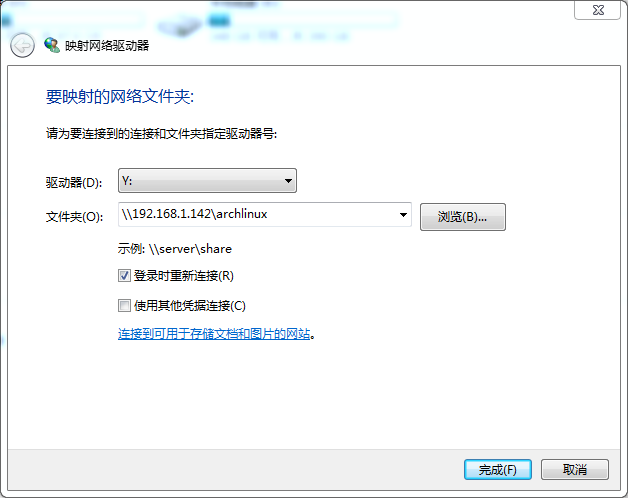 映射网络驱动器
要映射的网络文件夹:
请为要连接到的连接和文件夹指定驱动器号:
驱动器(D): Y:
文件夹(O): \\192.168.1.142\archlinux 浏览(B)...
示例: \\server\share
登录时重新连接(R)
使用其他凭据连接(C)
连接到可用于存储文档和图片的网站。
完成(F) 取消